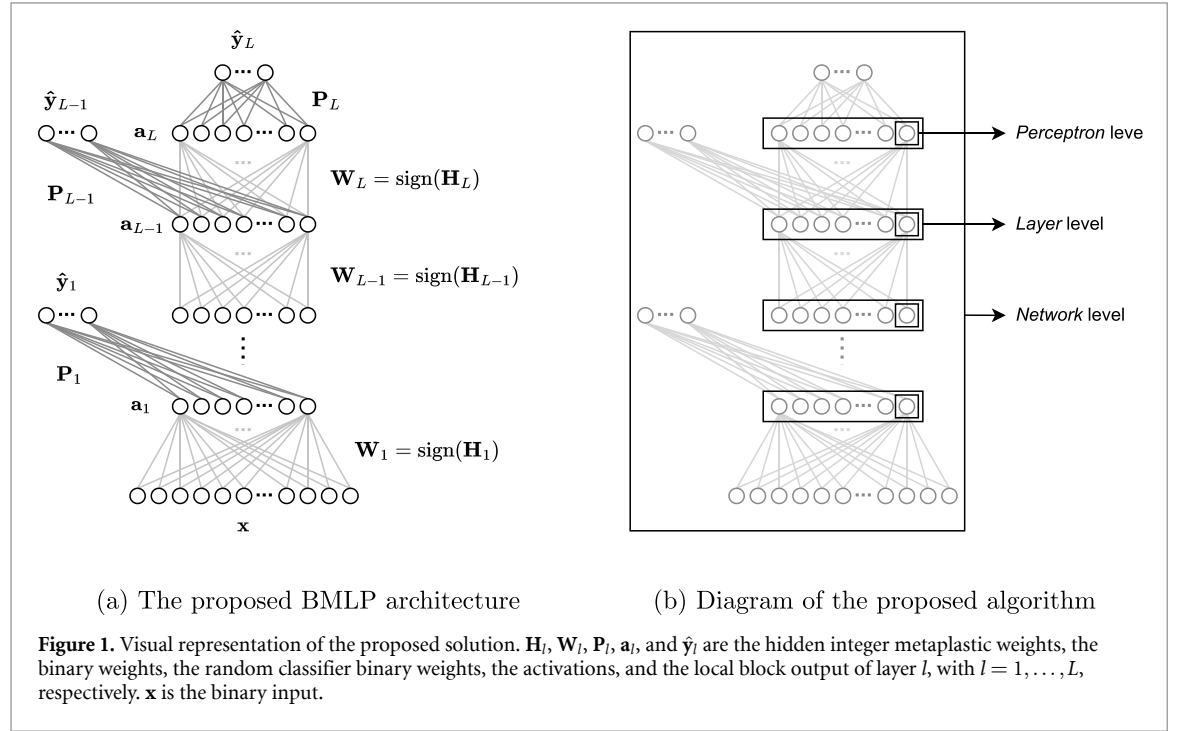 ŷ_L
ŷ_{L−1}
P_L
a_L
W_L = sign(H_L)
P_{L−1}
a_{L−1}
W_{L−1} = sign(H_{L−1})
ŷ_1
P_1
a_1
W_1 = sign(H_1)
x
Perceptron leve
Layer level
Network level
(a) The proposed BMLP architecture
(b) Diagram of the proposed algorithm
Figure 1. Visual representation of the proposed solution. H_l, W_l, P_l, a_l, and ŷ_l are the hidden integer metaplastic weights, the
binary weights, the random classifier binary weights, the activations, and the local block output of layer l, with l = 1, . . . , L,
respectively. x is the binary input.